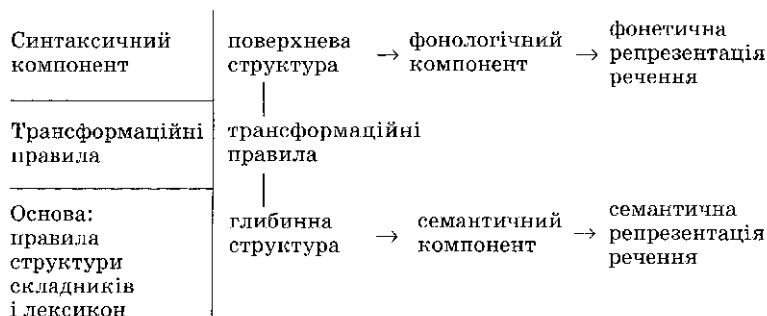 Синтаксичний
компонент
поверхнева
структура
→ фонологічний
компонент
→ фонетична
репрезентація
речення
Трансформаційні
правила
трансформаційні
правила
Основа:
правила
структури
складників
і лексикон
глибинна
структура
→ семантичний
компонент
→ семантична
репрезентація
речення